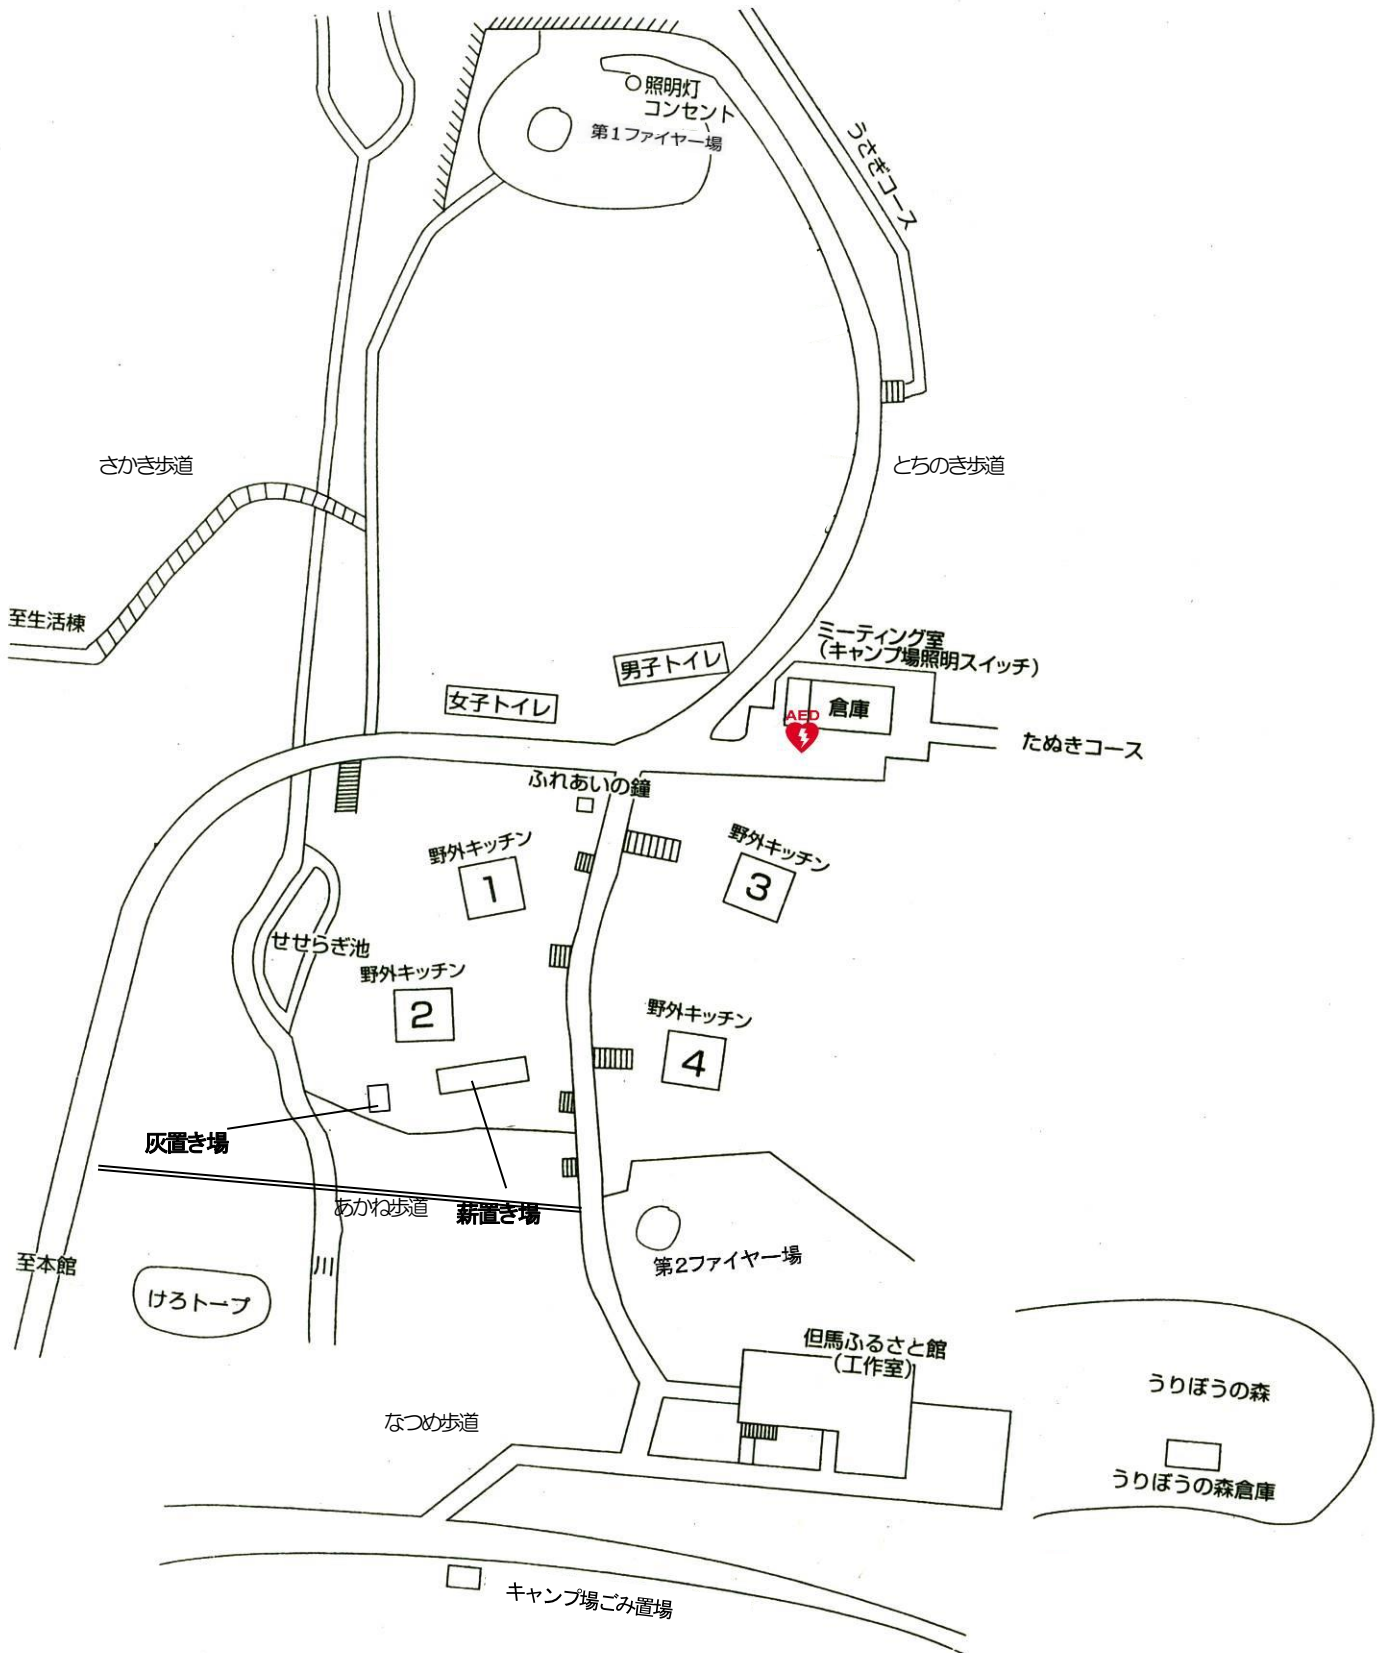 照明灯
コンセント
第1ファイヤー場
うさぎコース
さかき歩道
とちのき歩道
至生活棟
ミーティング室
(キャンプ場照明スイッチ)
男子トイレ
女子トイレ
倉庫
AED
たぬきコース
ふれあいの鐘
野外キッチン
1
野外キッチン
3
せせらぎ池
野外キッチン
2
野外キッチン
4
灰置き場
あかね歩道
薪置き場
至本館
川
けろトープ
第2ファイヤー場
但馬ふるさと館
(工作室)
うりぼうの森
なつめ歩道
うりぼうの森倉庫
キャンプ場ごみ置場